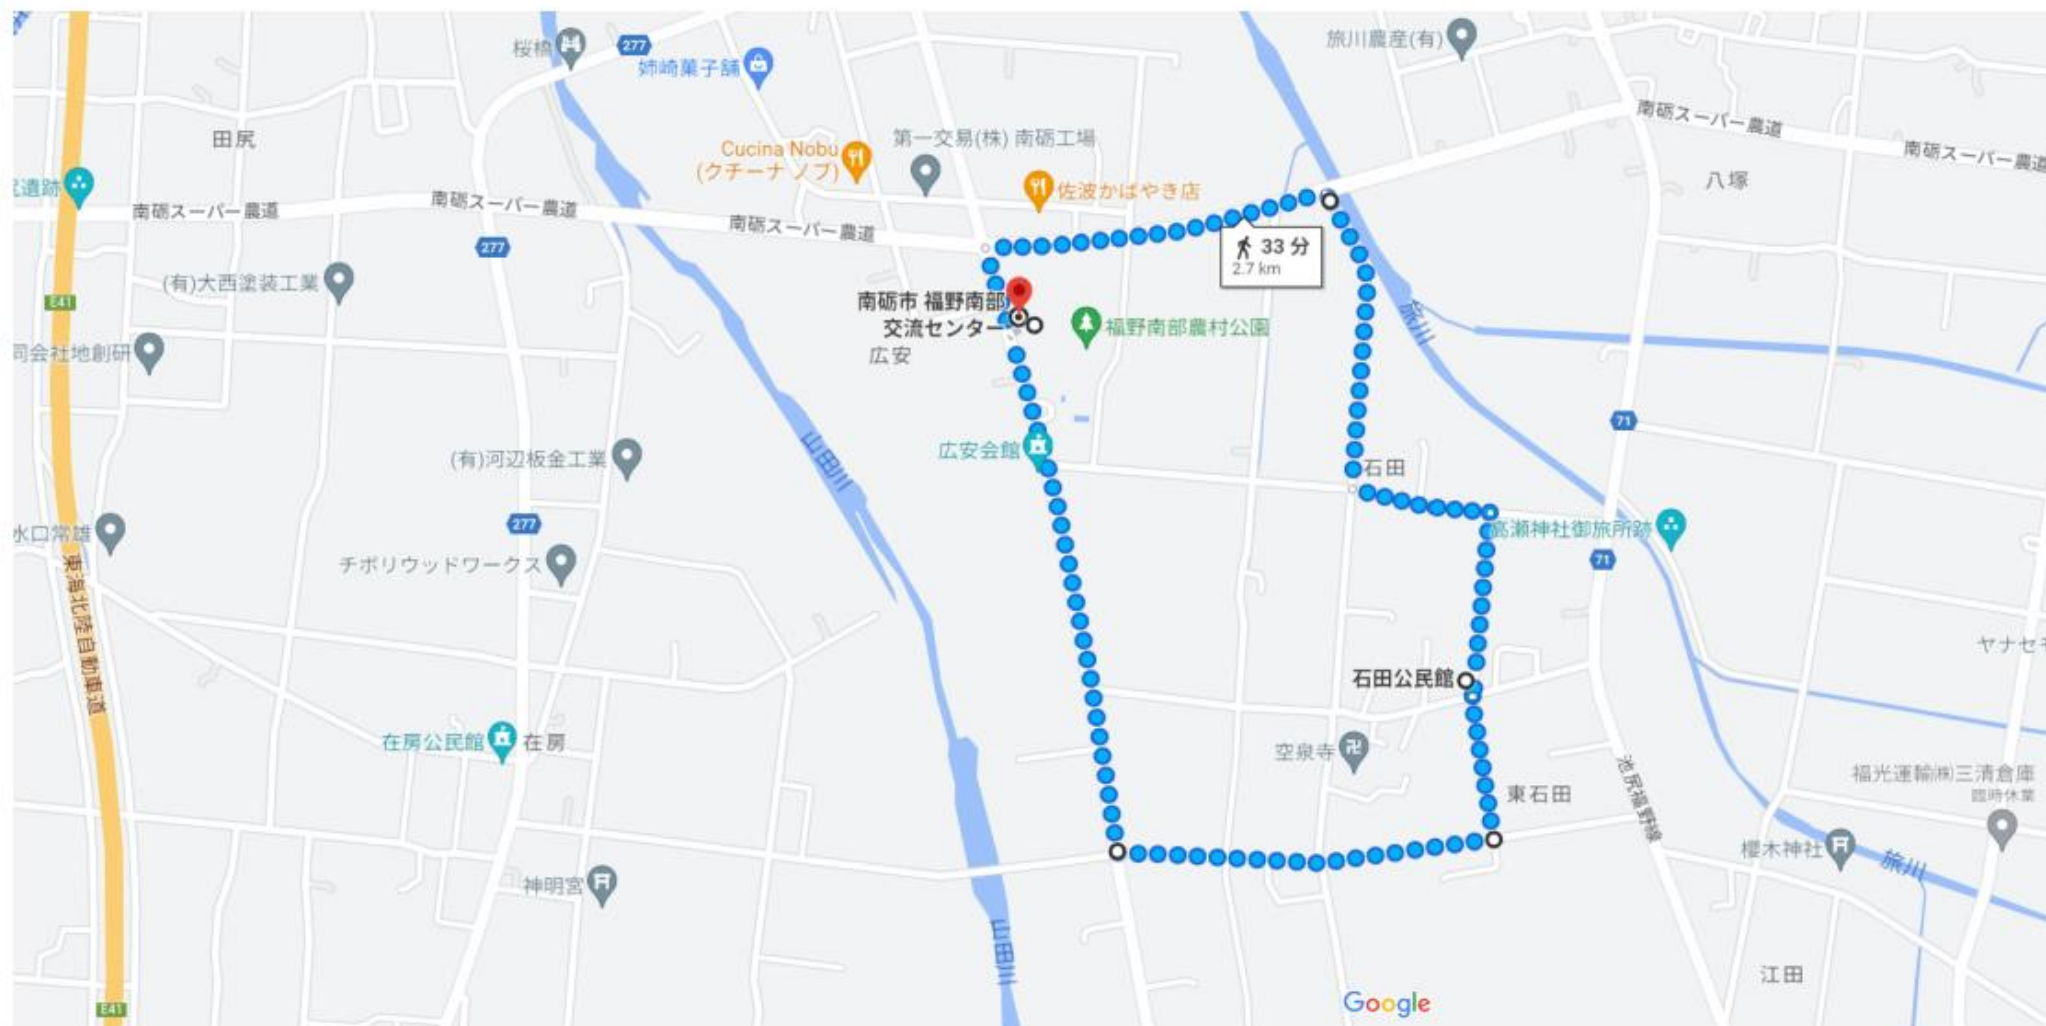 桜橋
277
姉崎菓子舗
旅川農産(有)
田尻
Cucina Nobu
(クチーナ ノブ)
第一交易(株) 南砺工場
佐波かばやき店
南砺スーパー農道
南砺スーパー農道
八塚
遺跡
南砺スーパー農道
南砺スーパー農道
南砺スーパー農道
277
33 分
2.7 km
(有)大西塗装工業
E41
南砺市 福野南部
交流センター
広安
福野南部農村公園
旅川
同会社地創研
71
(有)河辺板金工業
山田川
広安会館
石田
水口常雄
277
高瀬神社御旅所跡
71
チボリウッドワークス
東海北陸自動車道
ヤナセ
石田公民館
在房公民館
在房
空泉寺
東石田
池尻福野線
福光運輸㈱三清倉庫
臨時休業
櫻木神社
旅川
神明宮
山田川
江田
E41
Google